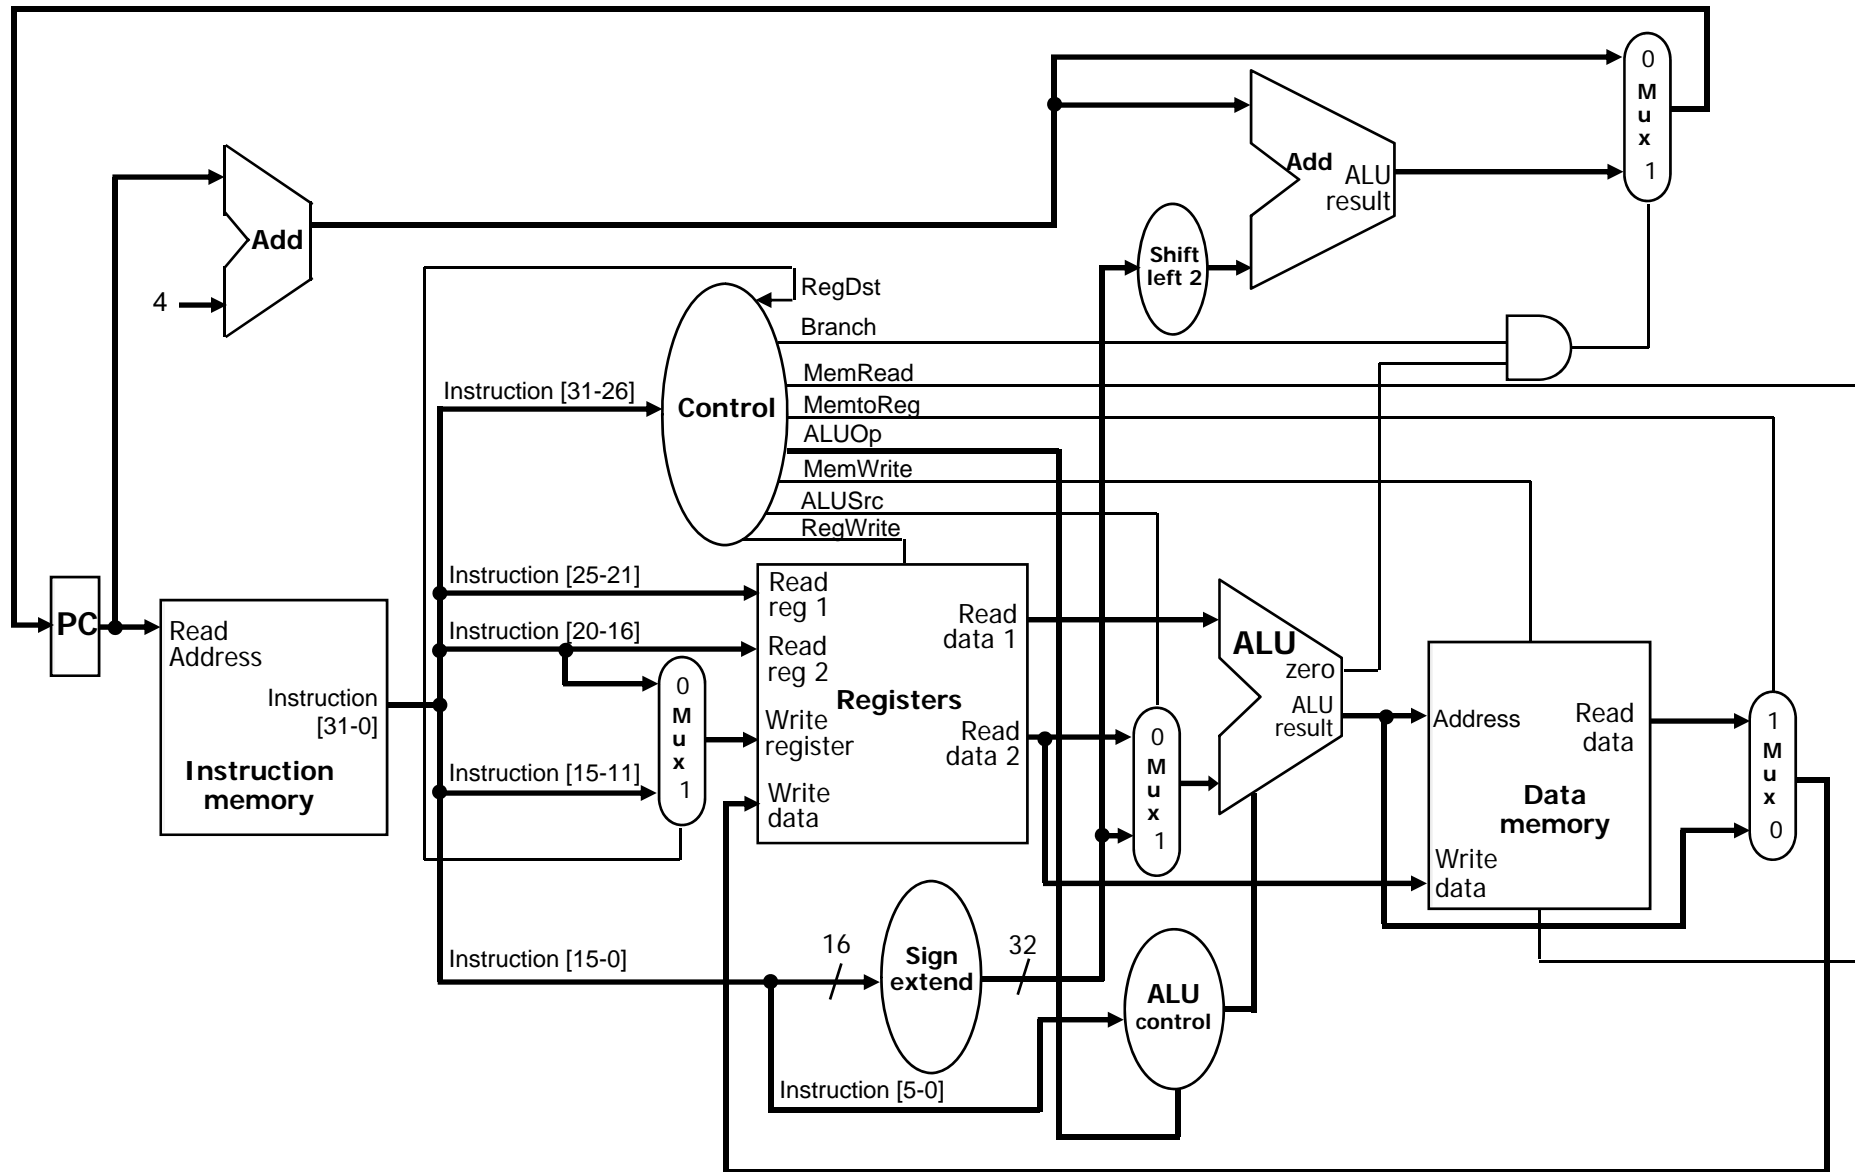 0
M
u
x
1
Add
ALU
result
Shift
left 2
Add
4
RegDst
Branch
MemRead
MemtoReg
ALUOp
MemWrite
ALUSrc
RegWrite
Instruction [31-26]
Control
PC
Read
Address
Instruction
[31-0]
Instruction
memory
Instruction [25-21]
Instruction [20-16]
Instruction [15-11]
0
M
u
x
1
Read
reg 1
Read
reg 2
Registers
Write
register
Write
data
Read
data 1
Read
data 2
0
M
u
x
1
ALU
zero
ALU
result
Address
Read
data
Data
memory
Write
data
1
M
u
x
0
Instruction [15-0]
16
Sign
extend
32
ALU
control
Instruction [5-0]